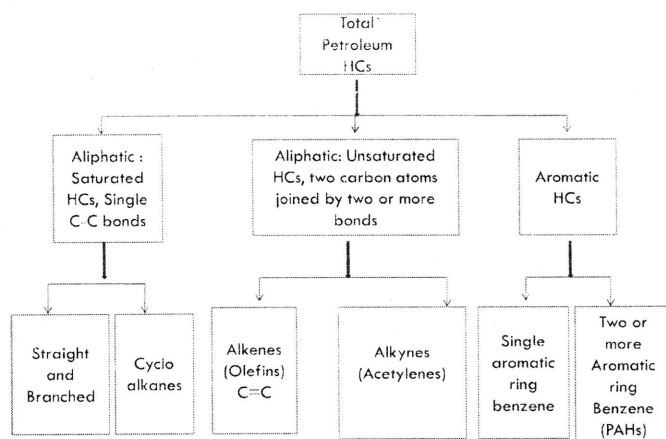 Total
Petroleum
HCs
Aliphatic :
Saturated
HCs, Single
C-C bonds
Aliphatic: Unsaturated
HCs, two carbon atoms
joined by two or more
bonds
Aromatic
HCs
Straight
and
Branched
Cyclo
alkanes
Alkenes
(Olefins)
C=C
Alkynes
(Acetylenes)
Single
aromatic
ring
benzene
Two or
more
Aromatic
ring
Benzene
(PAHs)